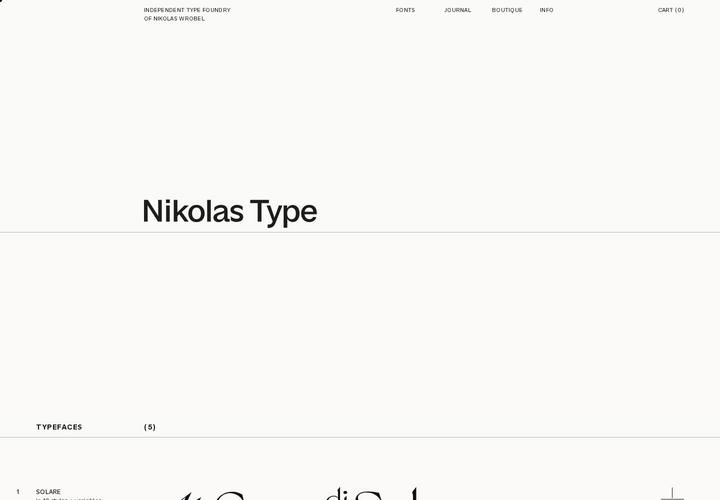 INDEPENDENT TYPE FOUNDRY
OF NIKOLAS WROBEL
FONTS
JOURNAL
BOUTIQUE
INFO
CART (0)
Nikolas Type
TYPEFACES
(5)
1
SOLARE